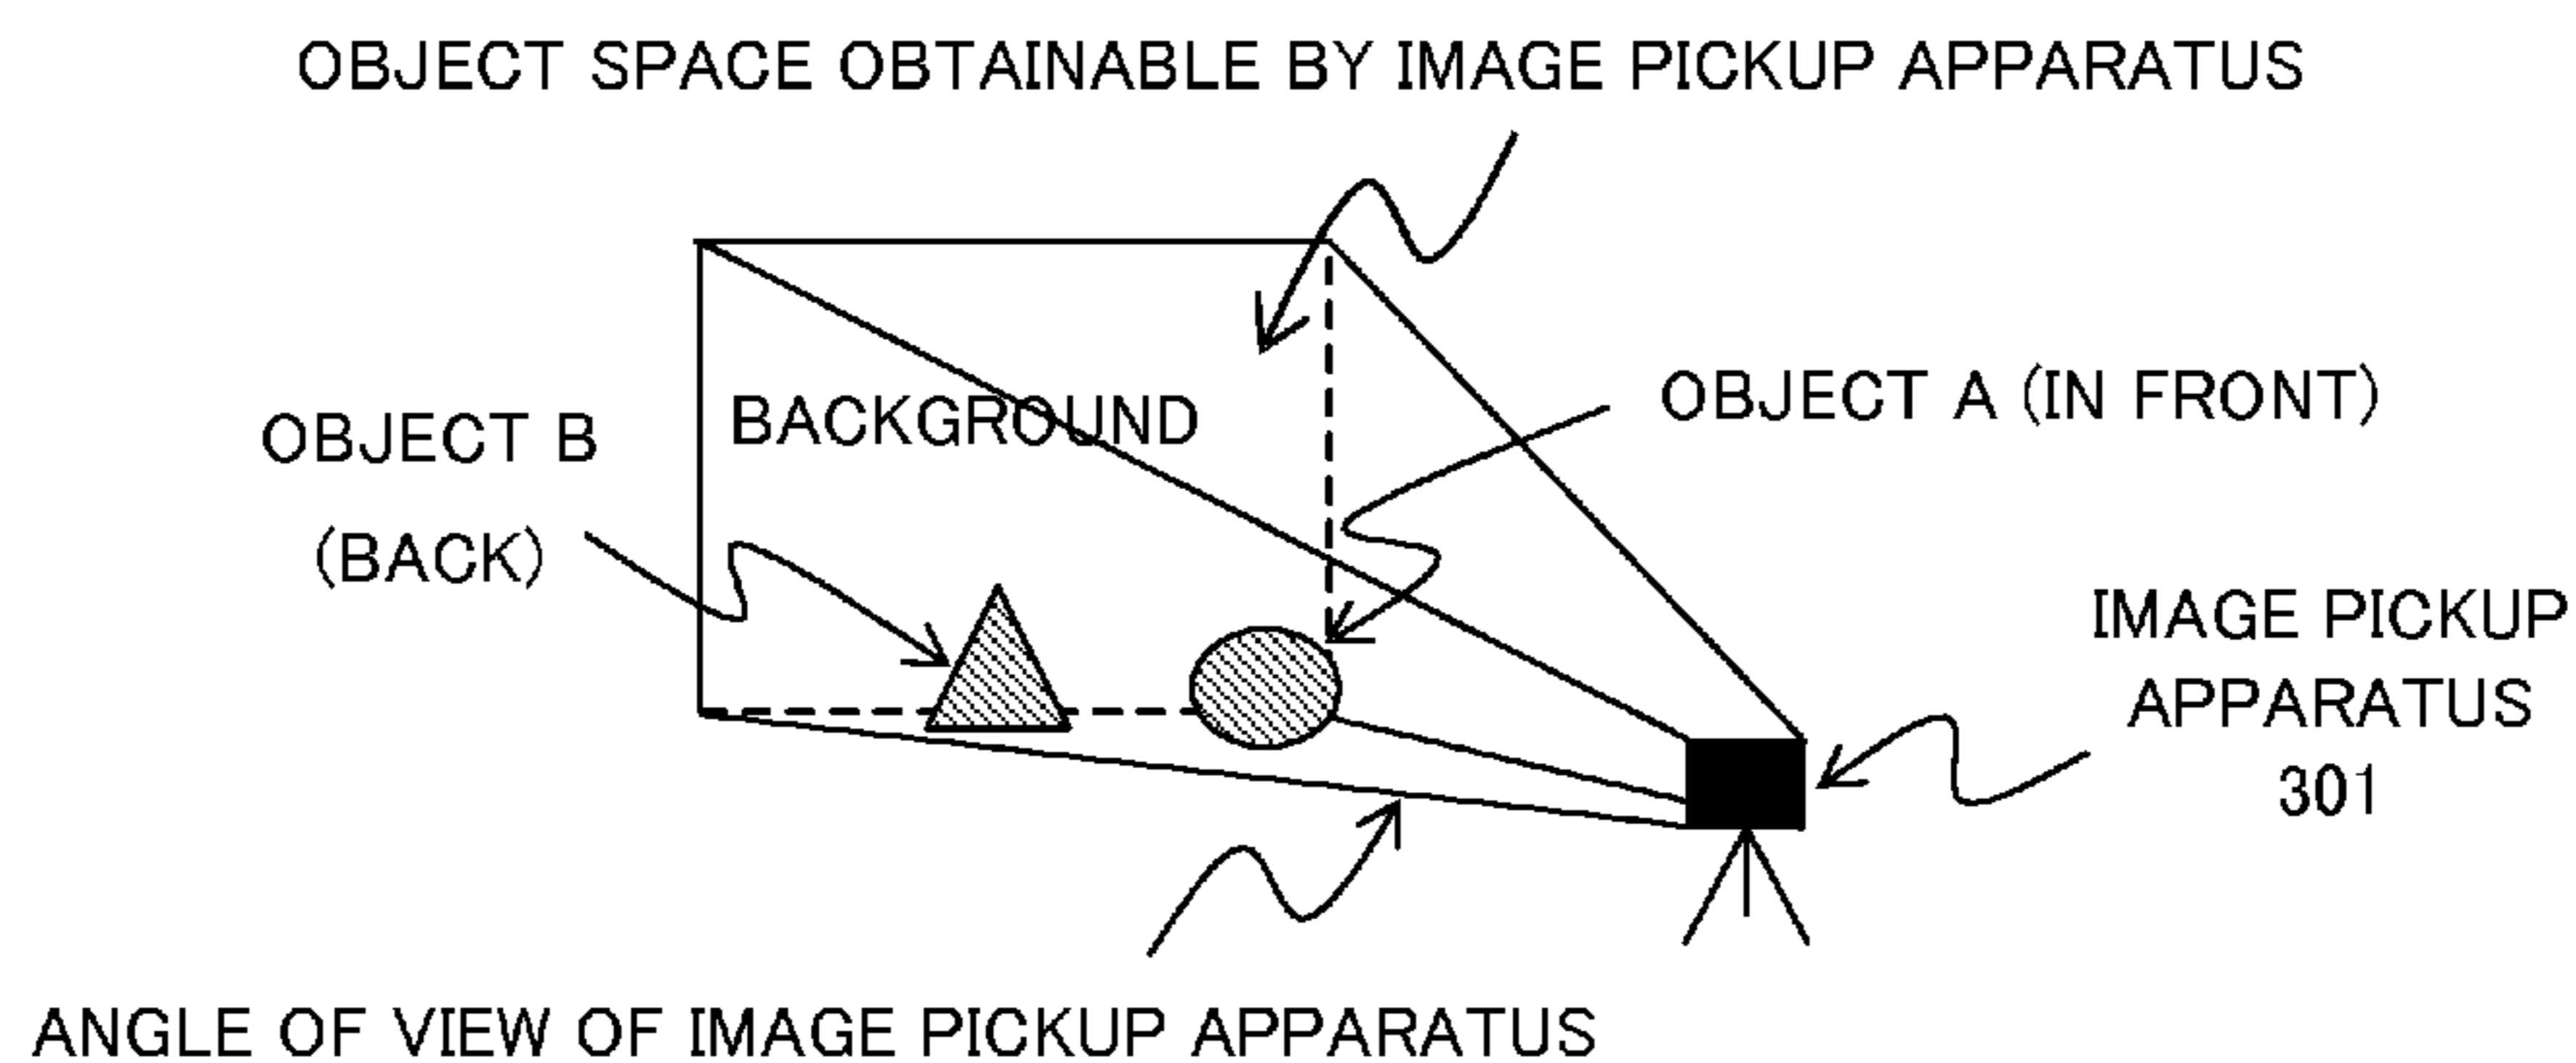 OBJECT SPACE OBTAINABLE BY IMAGE PICKUP APPARATUS
BACKGROUND
OBJECT B
(BACK)
OBJECT A (IN FRONT)
IMAGE PICKUP
APPARATUS
301
ANGLE OF VIEW OF IMAGE PICKUP APPARATUS